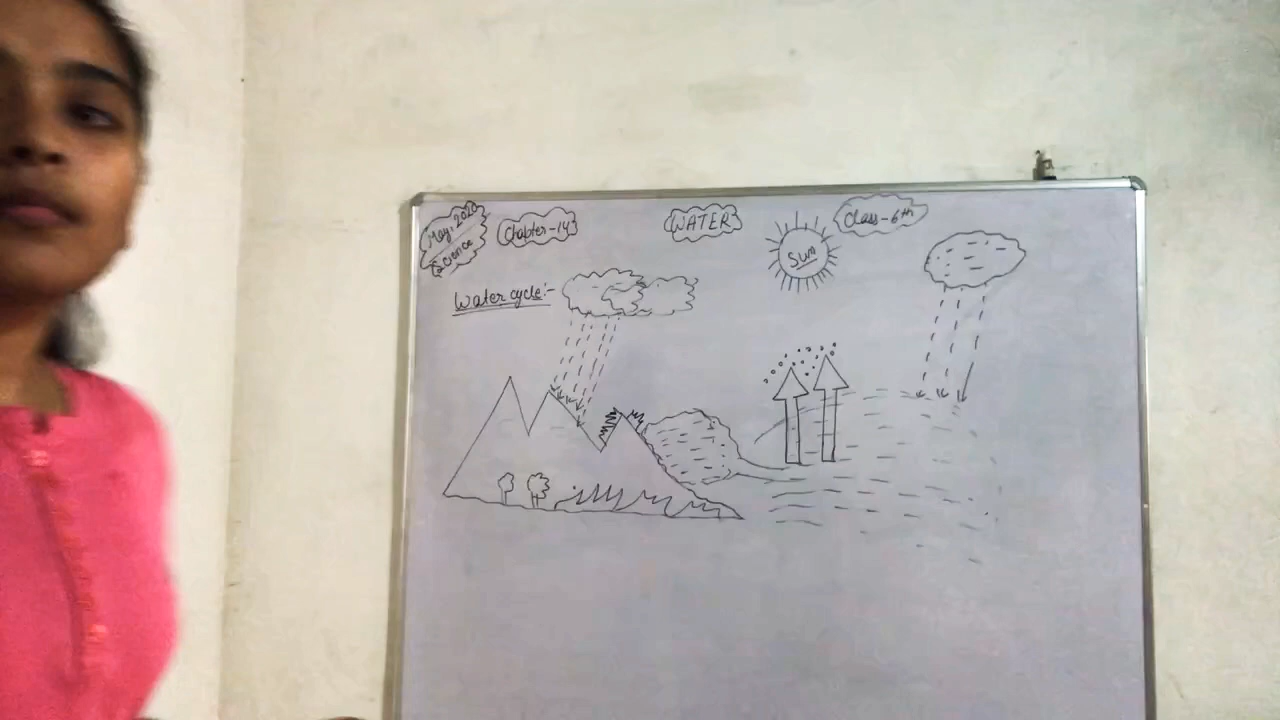 May, 2020
Science
Chapter-14
WATER
Class-6th
Sun
Water cycle:-